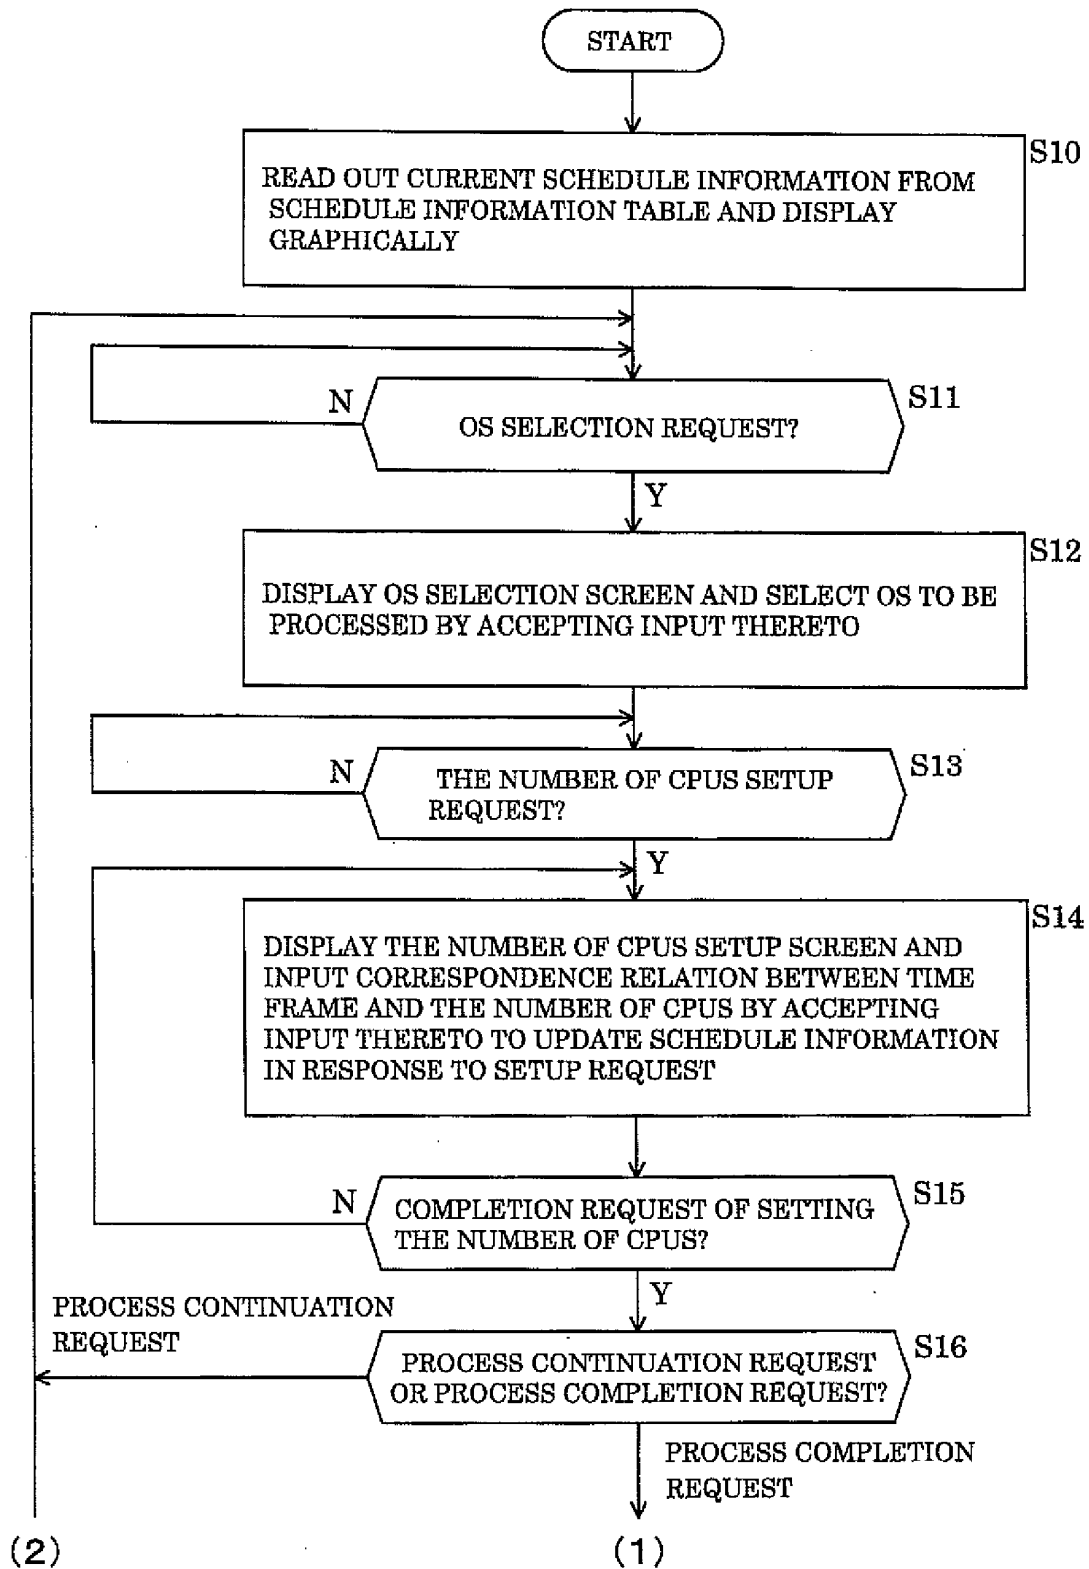 START
S10
READ OUT CURRENT SCHEDULE INFORMATION FROM
SCHEDULE INFORMATION TABLE AND DISPLAY
GRAPHICALLY
N
S11
OS SELECTION REQUEST?
Y
S12
DISPLAY OS SELECTION SCREEN AND SELECT OS TO BE
PROCESSED BY ACCEPTING INPUT THERETO
N
S13
THE NUMBER OF CPUS SETUP
REQUEST?
Y
S14
DISPLAY THE NUMBER OF CPUS SETUP SCREEN AND
INPUT CORRESPONDENCE RELATION BETWEEN TIME
FRAME AND THE NUMBER OF CPUS BY ACCEPTING
INPUT THERETO TO UPDATE SCHEDULE INFORMATION
IN RESPONSE TO SETUP REQUEST
N
S15
COMPLETION REQUEST OF SETTING
THE NUMBER OF CPUS?
Y
PROCESS CONTINUATION
REQUEST
S16
PROCESS CONTINUATION REQUEST
OR PROCESS COMPLETION REQUEST?
PROCESS COMPLETION
REQUEST
(2)
(1)